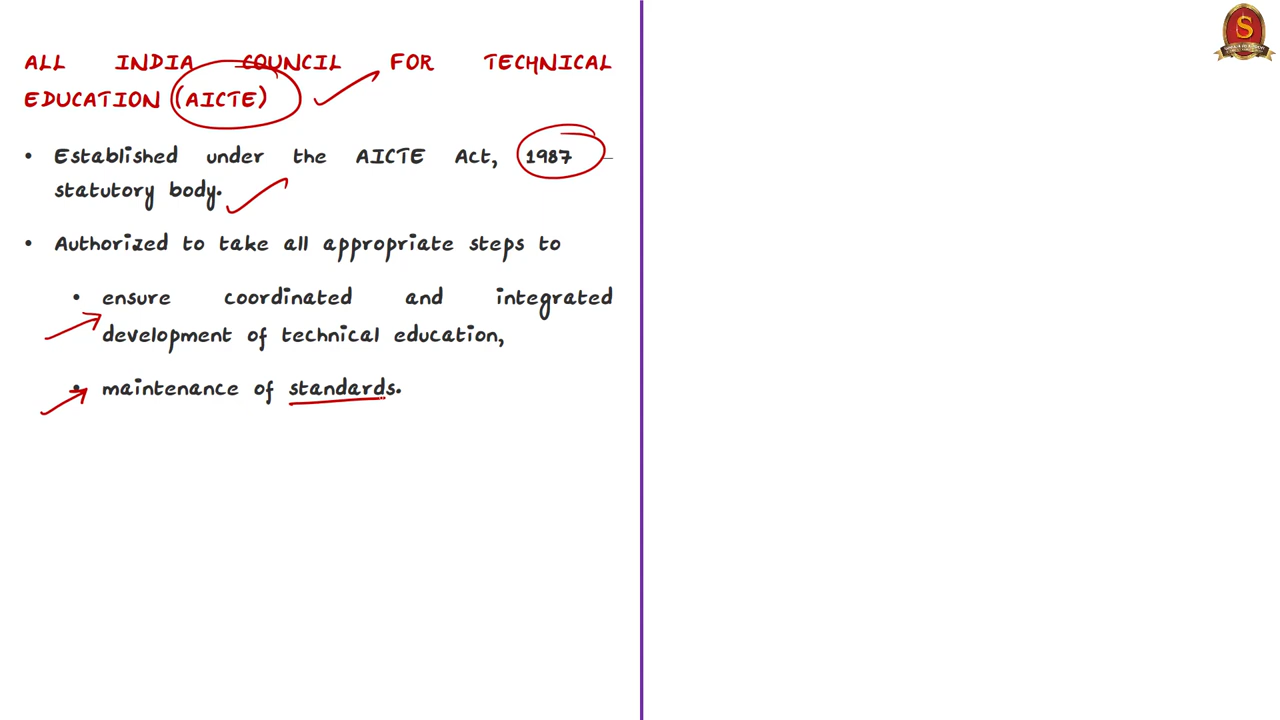 ALL INDIA COUNCIL FOR TECHNICAL
EDUCATION (AICTE)
• Established under the AICTE Act, 1987 –
statutory body.
• Authorized to take all appropriate steps to
• ensure coordinated and integrated
development of technical education,
• maintenance of standards.
S